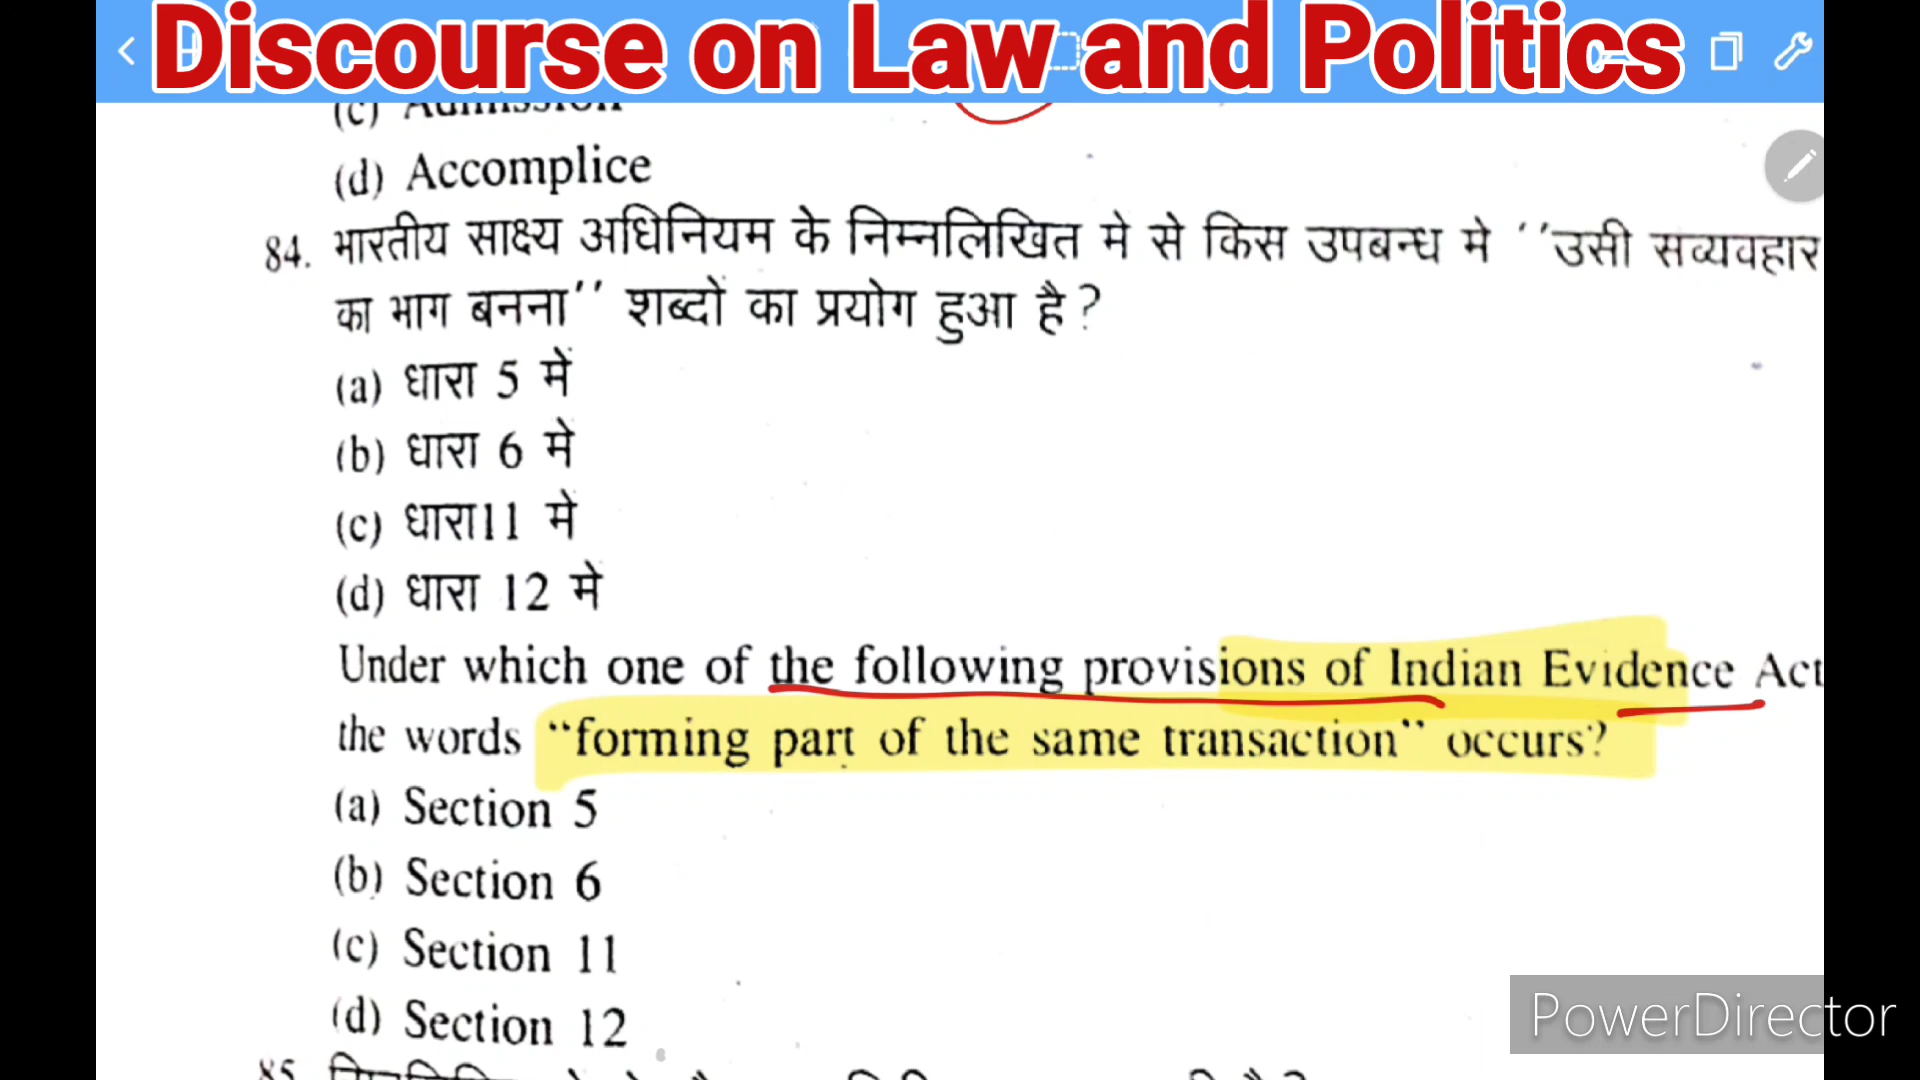 Discourse on Law and Politics
(c) Admission
(d) Accomplice
84. भारतीय साक्ष्य अधिनियम के निम्नलिखित मे से किस उपबन्ध मे ''उसी सव्यवहार
का भाग बनना'' शब्दों का प्रयोग हुआ है?
(a) धारा 5 में
(b) धारा 6 मे
(c) धारा11 मे
(d) धारा 12 मे
Under which one of the following provisions of Indian Evidence Act
the words "forming part of the same transaction" occurs?
(a) Section 5
(b) Section 6
(c) Section 11
(d) Section 12
85.
PowerDirector